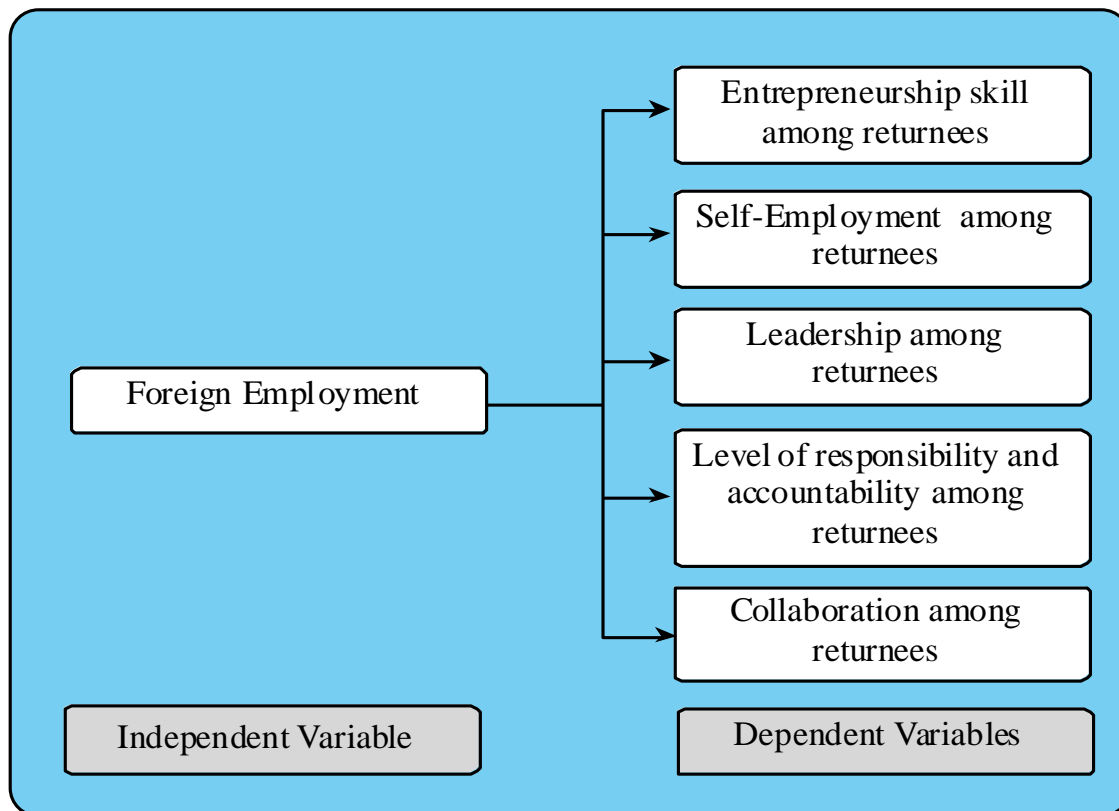 Entrepreneurship skill
among returnees
Self-Employment among
returnees
Leadership among
returnees
Foreign Employment
Level of responsibility and
accountability among
returnees
Collaboration among
returnees
Independent Variable
Dependent Variables